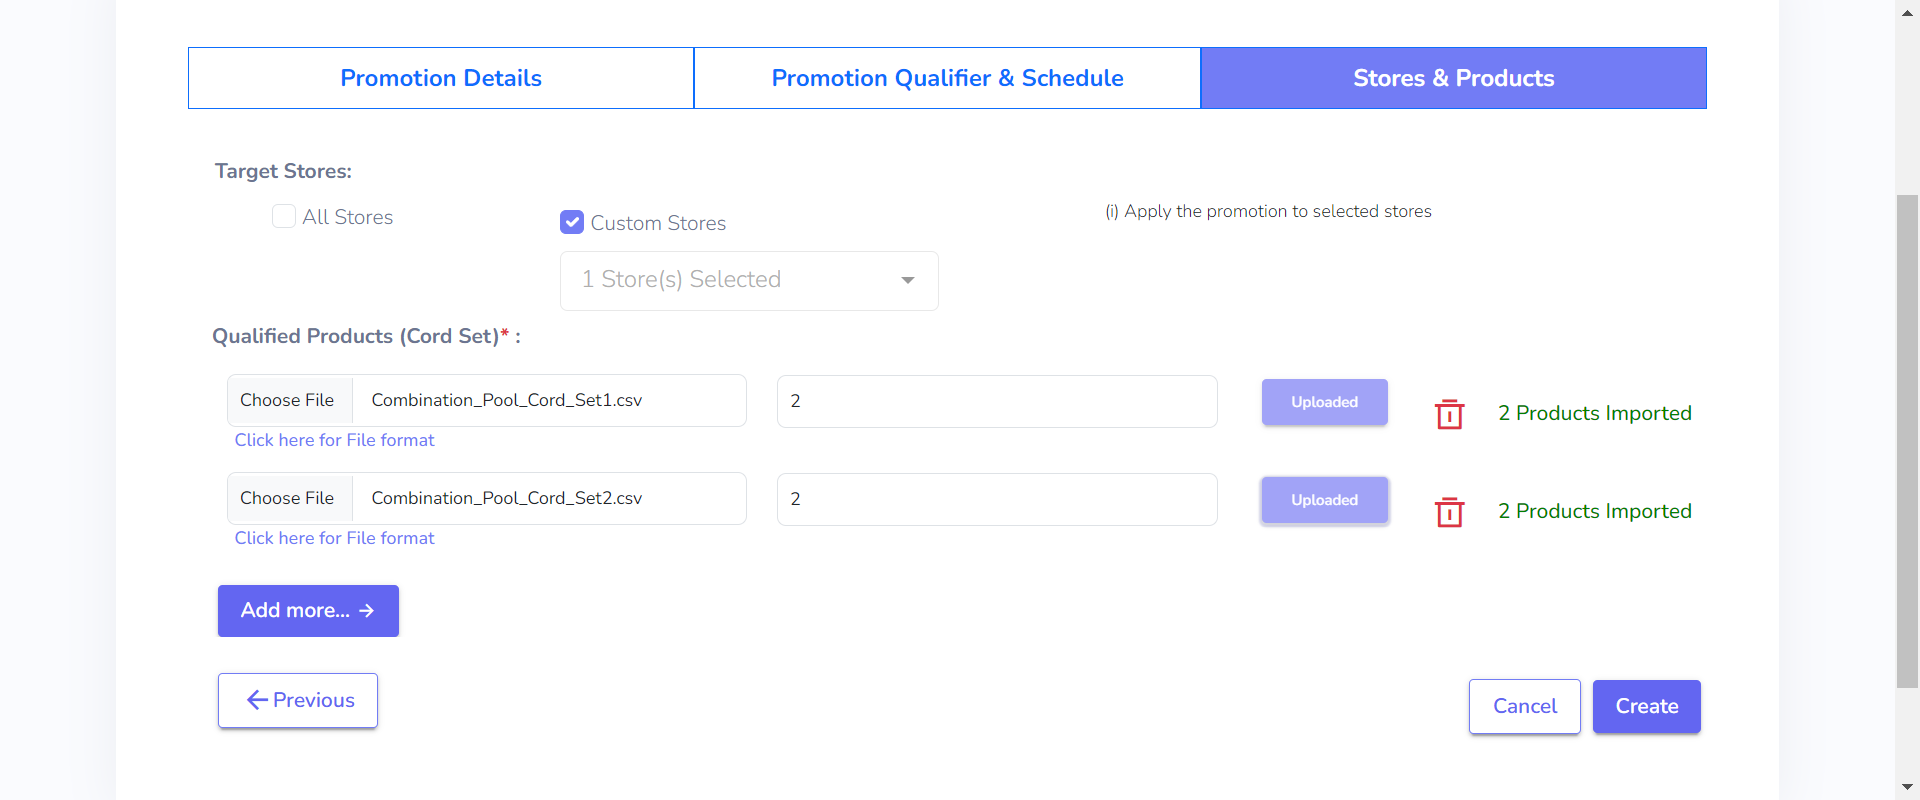 Promotion Details
Promotion Qualifier & Schedule
Stores & Products
Target Stores:
All Stores
Custom Stores
(i) Apply the promotion to selected stores
1 Store(s) Selected
Qualified Products (Cord Set)* :
Choose File
Combination_Pool_Cord_Set1.csv
2
Uploaded
2 Products Imported
Click here for File format
Choose File
Combination_Pool_Cord_Set2.csv
2
Uploaded
2 Products Imported
Click here for File format
Add more... →
←Previous
Cancel
Create